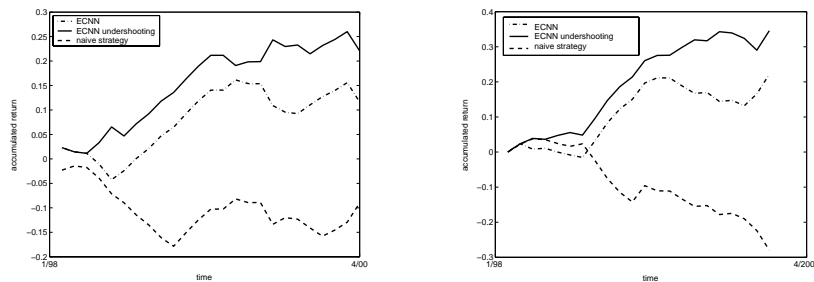 ECNN
ECNN undershooting
naive strategy
0.3
0.25
0.2
0.15
0.1
0.05
0
−0.05
−0.1
−0.15
−0.2
accumulated return
1/98
4/00
time
ECNN
ECNN undershooting
naive strategy
0.4
0.3
0.2
0.1
0
−0.1
−0.2
−0.3
accumulated return
1/98
4/200
time